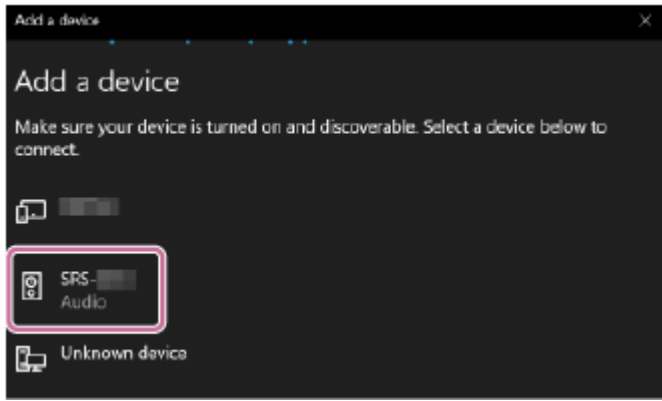 Add a device
Add a device
Make sure your device is turned on and discoverable. Select a device below to
connect.
SRS-
Audio
Unknown device